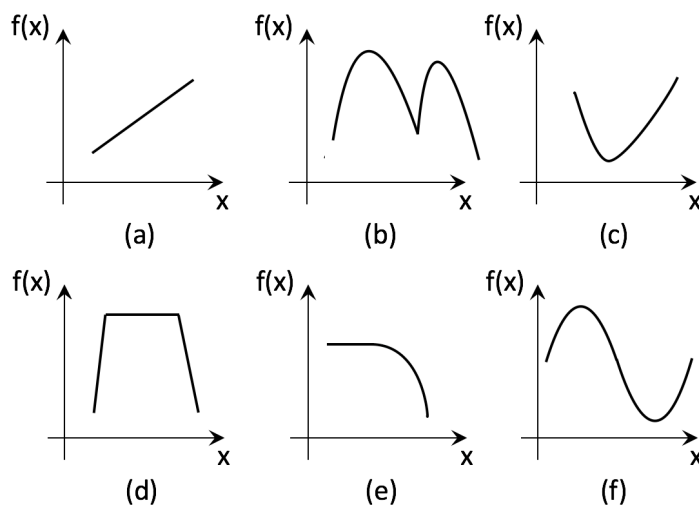 f(x) f(x) f(x)
x x x
(a) (b) (c)
f(x) f(x) f(x)
x x x
(d) (e) (f)